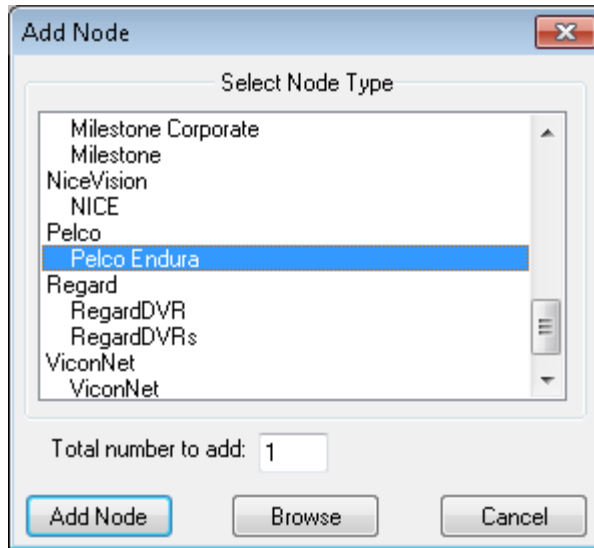 Add Node
Select Node Type
Milestone Corporate
Milestone
NiceVision
NICE
Pelco
Pelco Endura
Regard
RegardDVR
RegardDVRs
ViconNet
ViconNet
Total number to add: 1
Add Node Browse Cancel